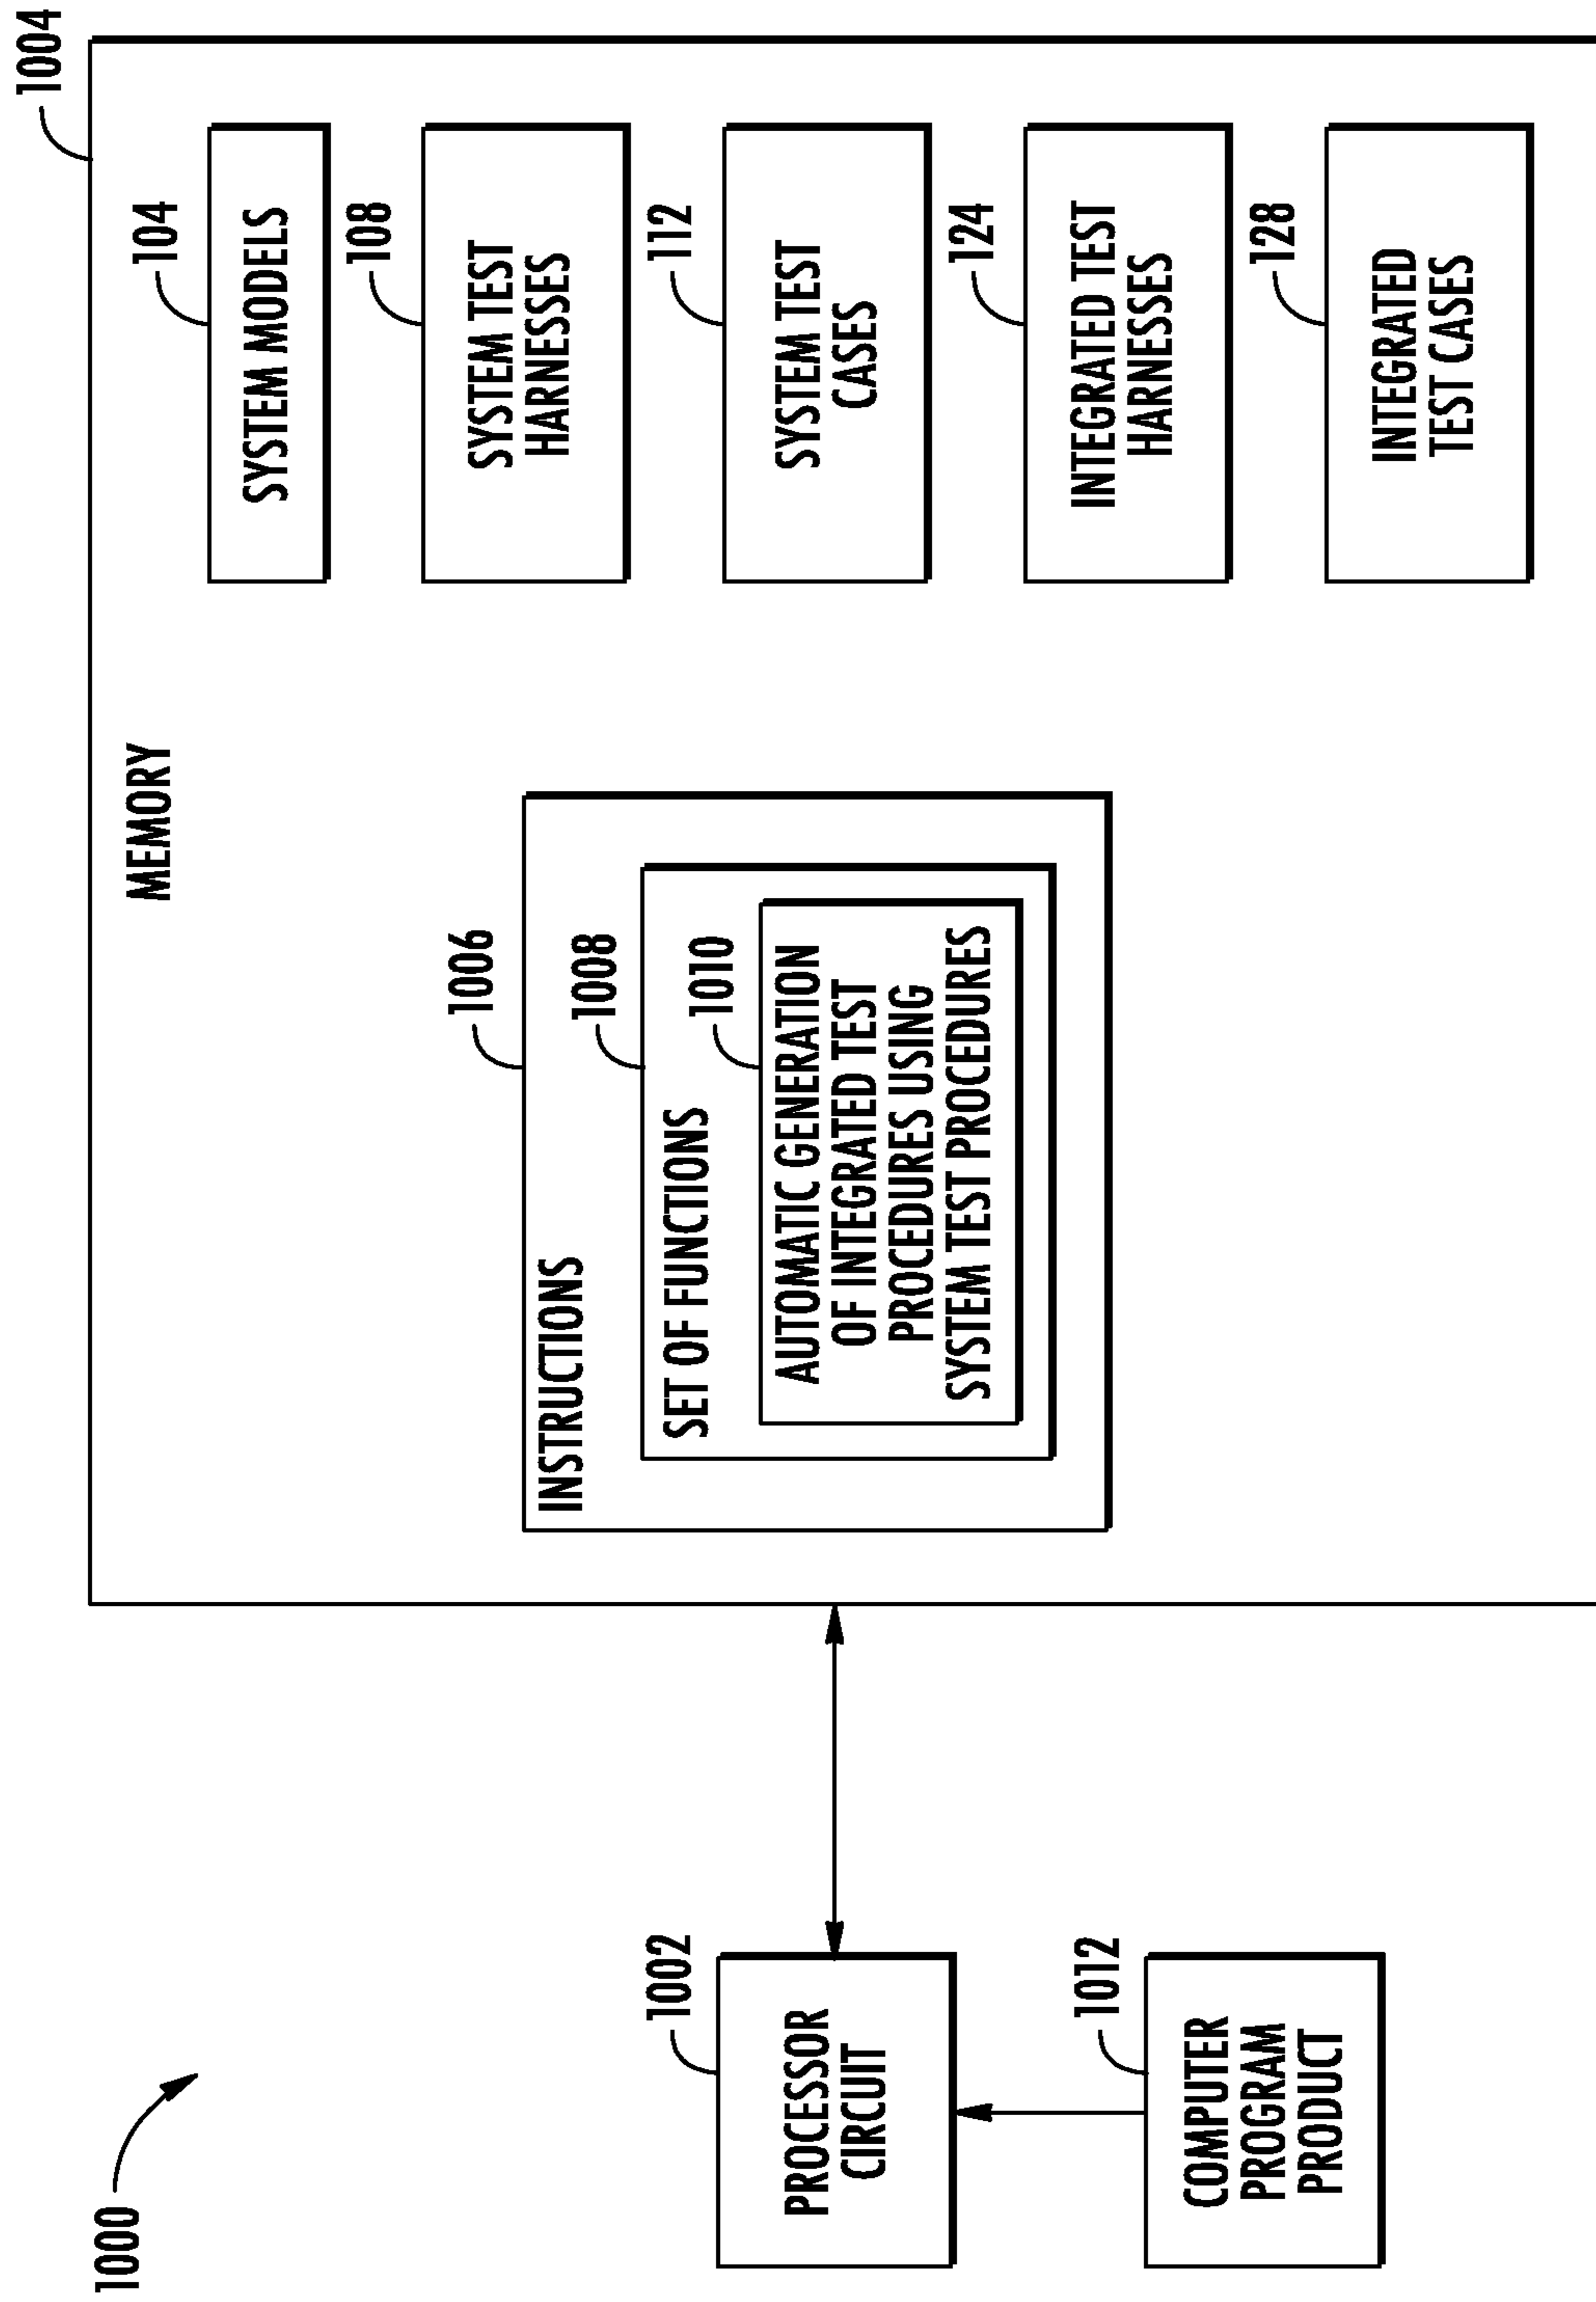 1000
1002
PROCESSOR
CIRCUIT
1012
COMPUTER
PROGRAM
PRODUCT
1004
MEMORY
1006
INSTRUCTIONS
1008
SET OF FUNCTIONS
1010
AUTOMATIC GENERATION
OF INTEGRATED TEST
PROCEDURES USING
SYSTEM TEST PROCEDURES
104
SYSTEM MODELS
108
SYSTEM TEST
HARNESSES
112
SYSTEM TEST
CASES
124
INTEGRATED TEST
HARNESSES
128
INTEGRATED
TEST CASES